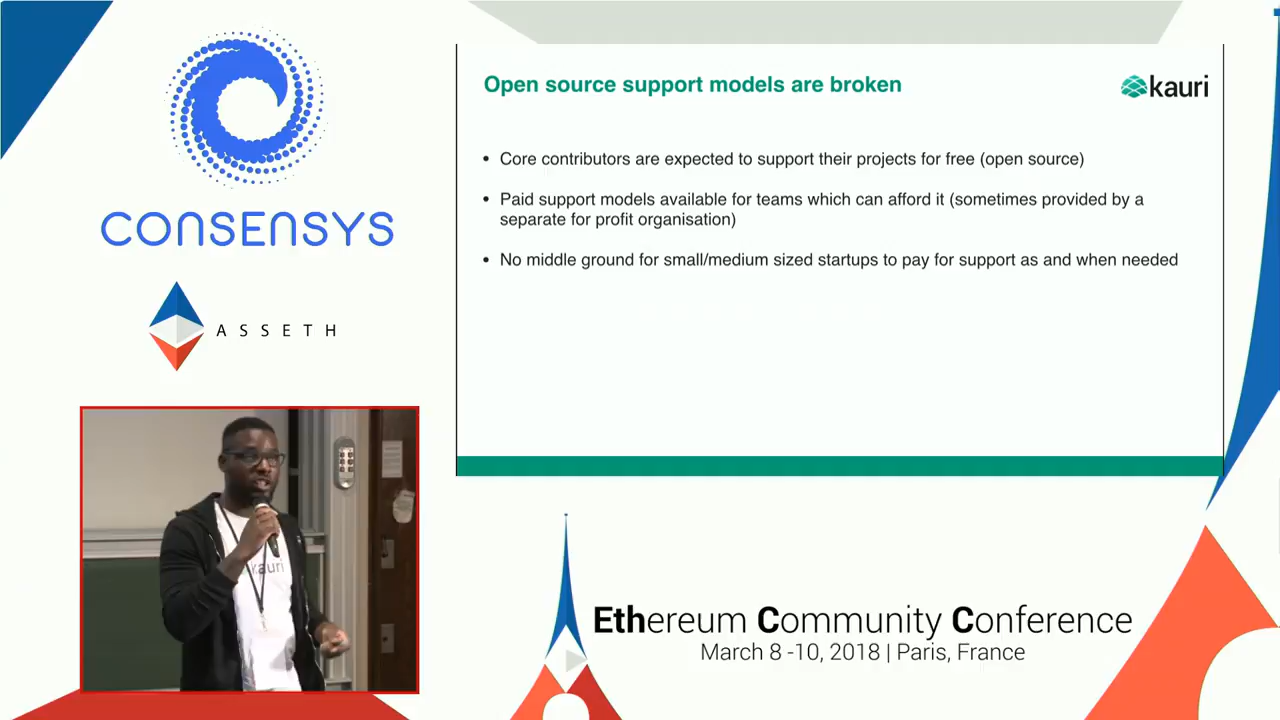 CONSENSYS
ASSETH
Open source support models are broken
kauri
• Core contributors are expected to support their projects for free (open source)
• Paid support models available for teams which can afford it (sometimes provided by a
separate for profit organisation)
• No middle ground for small/medium sized startups to pay for support as and when needed
kauri
Ethereum Community Conference
March 8 -10, 2018 | Paris, France